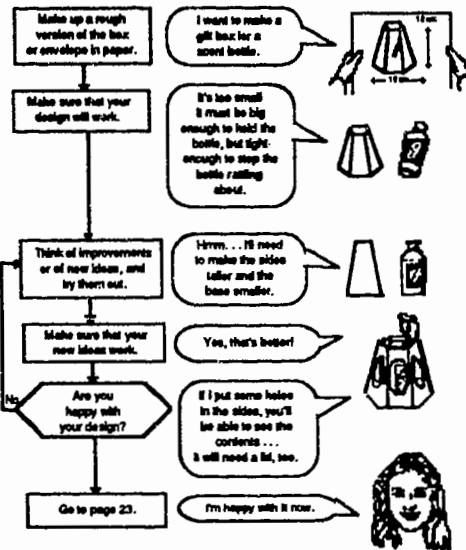 Make up a rough
version of the box
or envelope in paper.
I want to make a
gift box for a
scent bottle.
Make sure that your
design will work.
It's too small
it must be big
enough to hold the
bottle, but tight-
enough to stop the
bottle rattling
about.
Think of improvements
or of new ideas, and
try them out.
Hmm... I'll need
to make the sides
taller and the
base smaller.
Make sure that your
new ideas work.
Yes, that's better!
Are you
happy with
your design?
No
If I put some holes
in the sides, you'll
be able to see the
contents...
it will need a lid, too.
Go to page 23.
I'm happy with it now.